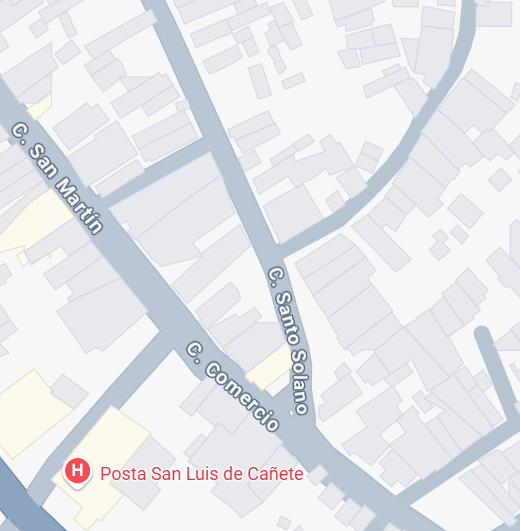 C. San Martín
C. Santo Solano
C. Comercio
H
Posta San Luis de Cañete